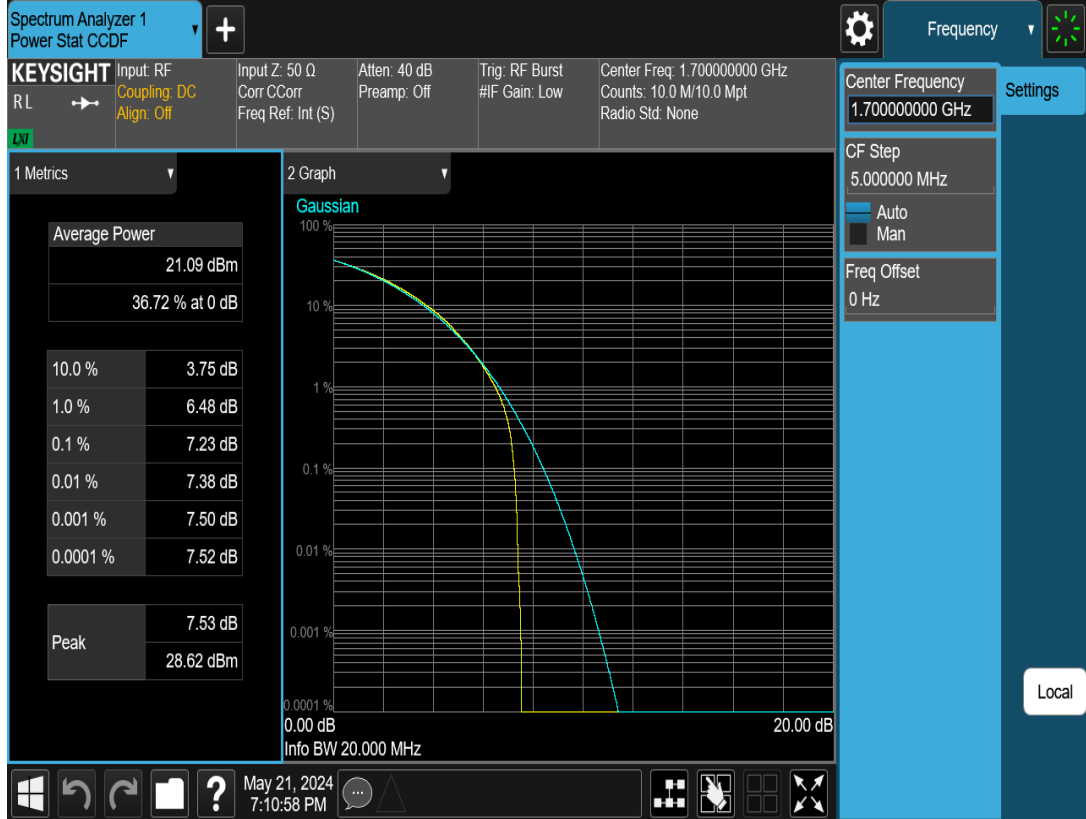 Spectrum Analyzer 1
Power Stat CCDF
Frequency
KEYSIGHT
RL
LXI
Input: RF
Coupling: DC
Align: Off
Input Z: 50 Ω
Corr CCorr
Freq Ref: Int (S)
Atten: 40 dB
Preamp: Off
Trig: RF Burst
#IF Gain: Low
Center Freq: 1.700000000 GHz
Counts: 10.0 M/10.0 Mpt
Radio Std: None
Center Frequency
1.700000000 GHz
Settings
CF Step
5.000000 MHz
Auto
Man
Freq Offset
0 Hz
1 Metrics
Average Power
21.09 dBm
36.72 % at 0 dB
10.0 % 3.75 dB
1.0 % 6.48 dB
0.1 % 7.23 dB
0.01 % 7.38 dB
0.001 % 7.50 dB
0.0001 % 7.52 dB
Peak
7.53 dB
28.62 dBm
2 Graph
Gaussian
100 %
10 %
1 %
0.1 %
0.01 %
0.001 %
0.0001 %
0.00 dB 20.00 dB
Info BW 20.000 MHz
Local
?
May 21, 2024
7:10:58 PM